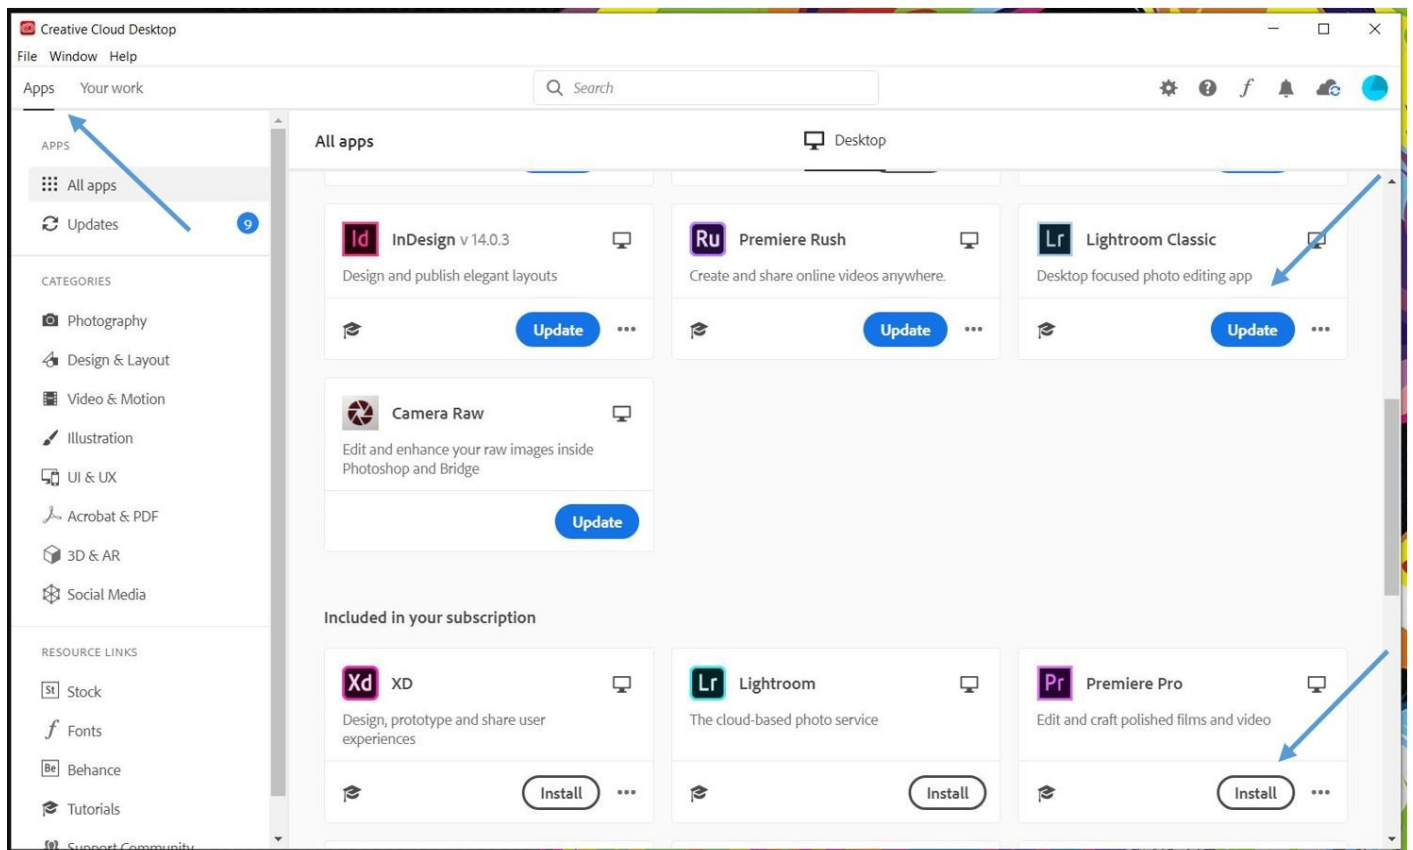 Creative Cloud Desktop
File Window Help
Apps Your work
Search
APPS
All apps
Updates 9
CATEGORIES
Photography
Design & Layout
Video & Motion
Illustration
UI & UX
Acrobat & PDF
3D & AR
Social Media
RESOURCE LINKS
St Stock
Fonts
Be Behance
Tutorials
Support Community
All apps
Desktop
Id InDesign v 14.0.3
Design and publish elegant layouts
Update
Ru Premiere Rush
Create and share online videos anywhere.
Update
Lr Lightroom Classic
Desktop focused photo editing app
Update
Camera Raw
Edit and enhance your raw images inside
Photoshop and Bridge
Update
Included in your subscription
Xd XD
Design, prototype and share user
experiences
Install
Lr Lightroom
The cloud-based photo service
Install
Pr Premiere Pro
Edit and craft polished films and video
Install